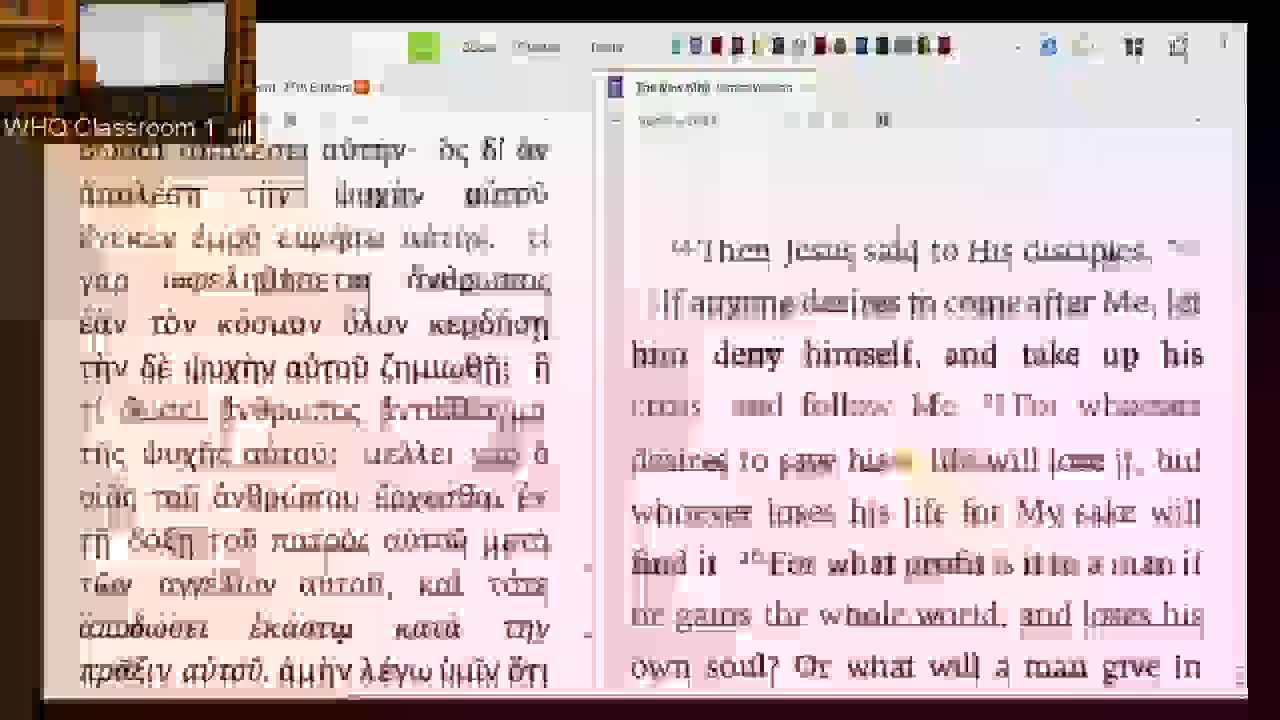 WHQ Classroom 1
σῶσαι ἀπολέσει αὐτήν· ὃς δ’ ἂν
ἀπολέσῃ τὴν ψυχὴν αὐτοῦ
ἕνεκεν ἐμοῦ εὑρήσει αὐτήν. τί
γὰρ ὠφεληθήσεται ἄνθρωπος
ἐὰν τὸν κόσμον ὅλον κερδήσῃ
τὴν δὲ ψυχὴν αὐτοῦ ζημιωθῇ; ἢ
τί δώσει ἄνθρωπος ἀντάλλαγμα
τῆς ψυχῆς αὐτοῦ; μέλλει γὰρ ὁ
υἱὸς τοῦ ἀνθρώπου ἔρχεσθαι ἐν
τῇ δόξῃ τοῦ πατρὸς αὐτοῦ μετὰ
τῶν ἀγγέλων αὐτοῦ, καὶ τότε
ἀποδώσει ἑκάστῳ κατὰ τὴν
πρᾶξιν αὐτοῦ. ἀμὴν λέγω ὑμῖν ὅτι
Then Jesus said to His disciples,
If anyone desires to come after Me, let
him deny himself, and take up his
cross, and follow Me. For whoever
desires to save his life will lose it, but
whoever loses his life for My sake will
find it. 26 For what profit is it to a man if
he gains the whole world, and loses his
own soul? Or what will a man give in